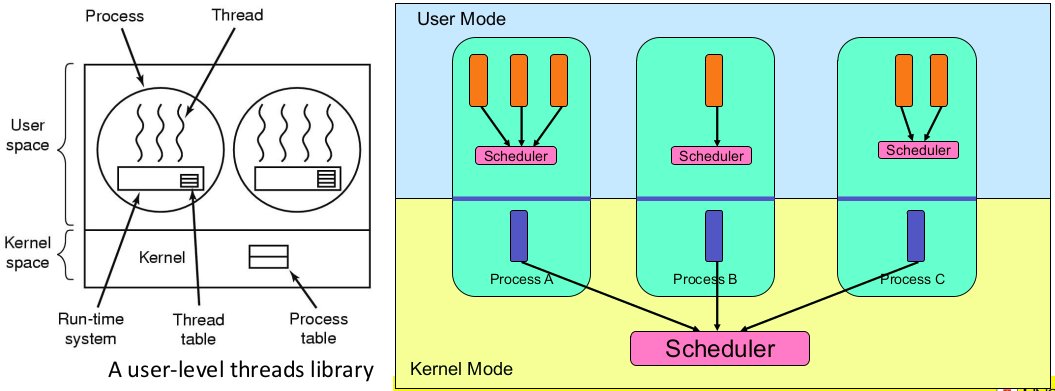 Process
Thread
User
space
Kernel
space
Kernel
Run-time
system
Thread
table
Process
table
A user-level threads library
User Mode
Scheduler
Scheduler
Scheduler
Process A
Process B
Process C
Scheduler
Kernel Mode